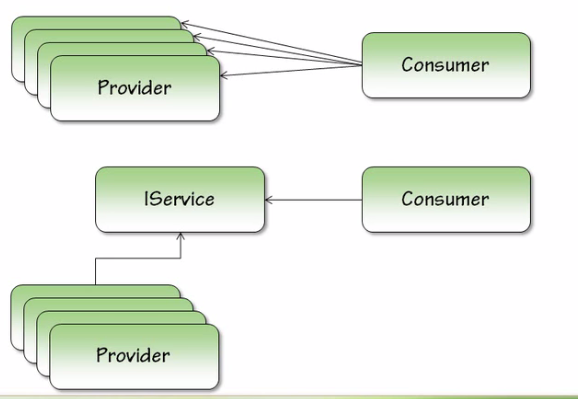 Provider
Consumer
IService
Consumer
Provider